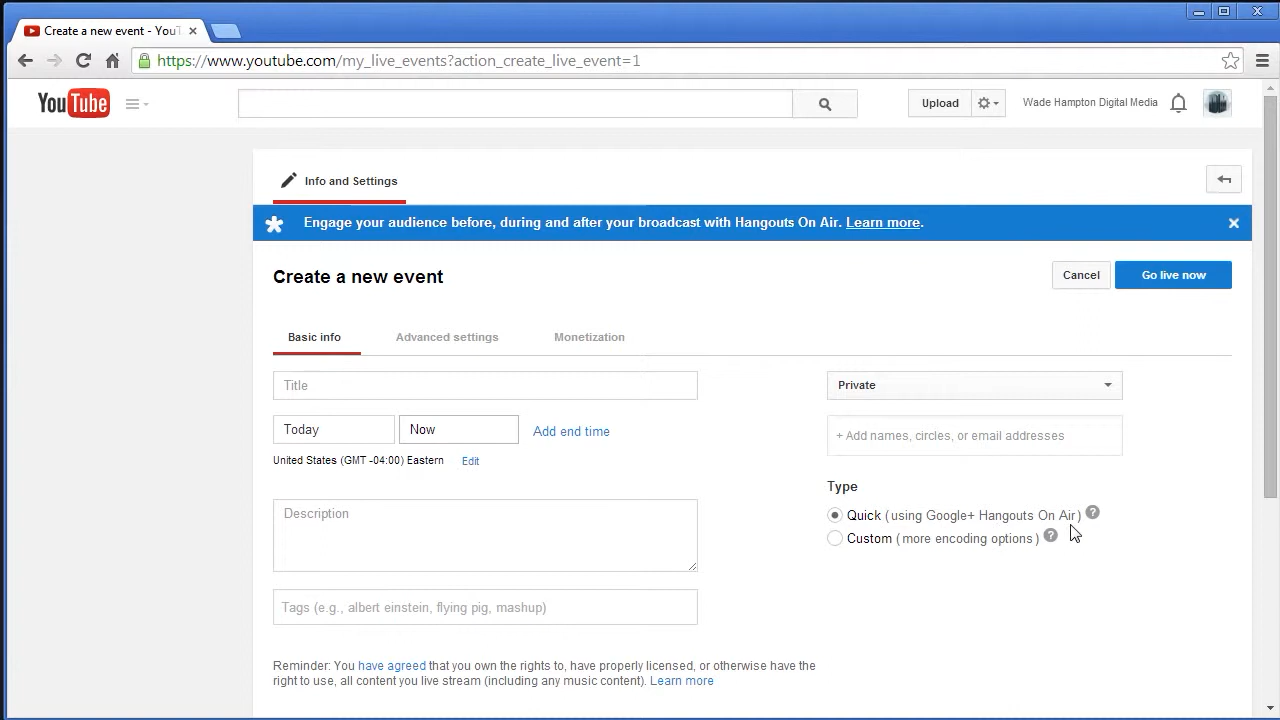 Create a new event - YouT
https://www.youtube.com/my_live_events?action_create_live_event=1
YouTube
Upload
Wade Hampton Digital Media
Info and Settings
Engage your audience before, during and after your broadcast with Hangouts On Air. Learn more.
Create a new event
Cancel
Go live now
Basic info
Advanced settings
Monetization
Title
Private
Today
Now
Add end time
+ Add names, circles, or email addresses
United States (GMT -04:00) Eastern
Edit
Type
Description
Quick (using Google+ Hangouts On Air) ?
Custom (more encoding options) ?
Tags (e.g., albert einstein, flying pig, mashup)
Reminder: You have agreed that you own the rights to, have properly licensed, or otherwise have the
right to use, all content you live stream (including any music content). Learn more